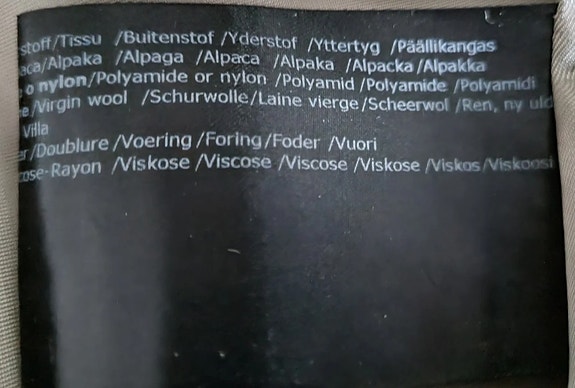 stoff/Tissu /Buitenstof /Yderstof /Yttertyg /Päällikangas
aca/Alpaka /Alpaga /Alpaca /Alpaka /Alpacka /Alpakka
o nylon/Polyamide or nylon /Polyamid /Polyamide /Polyamidi
e/Virgin wool /Schurwolle/Laine vierge/Scheerwol /Ren, ny uld
Villa
er/Doublure /Voering /Foring/Foder /Vuori
cose-Rayon /Viskose /Viscose /Viscose /Viskose /Viskos/Viskoosi